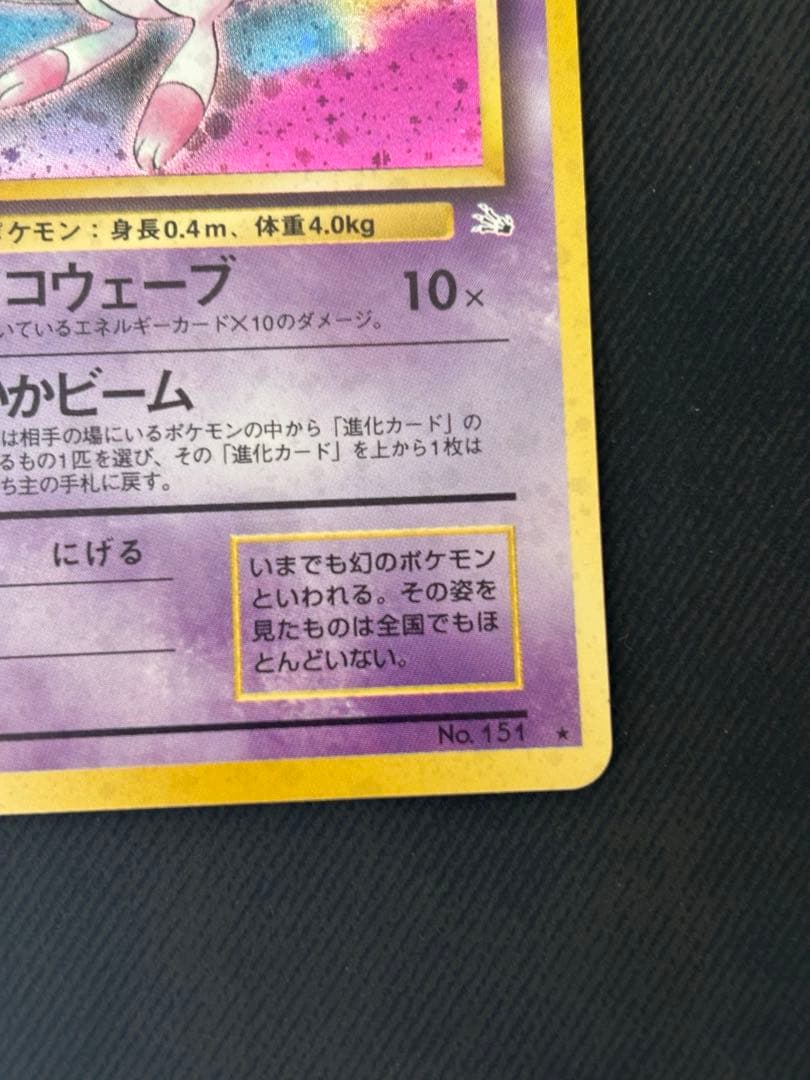 ポケモン：身長0.4m、体重4.0kg
コウェーブ 10×
いているエネルギーカード×10のダメージ。
かビーム
は相手の場にいるポケモンの中から「進化カード」の
るもの1匹を選び、その「進化カード」を上から1枚は
ち主の手札に戻す。
にげる
いまでも幻のポケモン
といわれる。その姿を
見たものは全国でもほ
とんどいない。
No. 151 ★